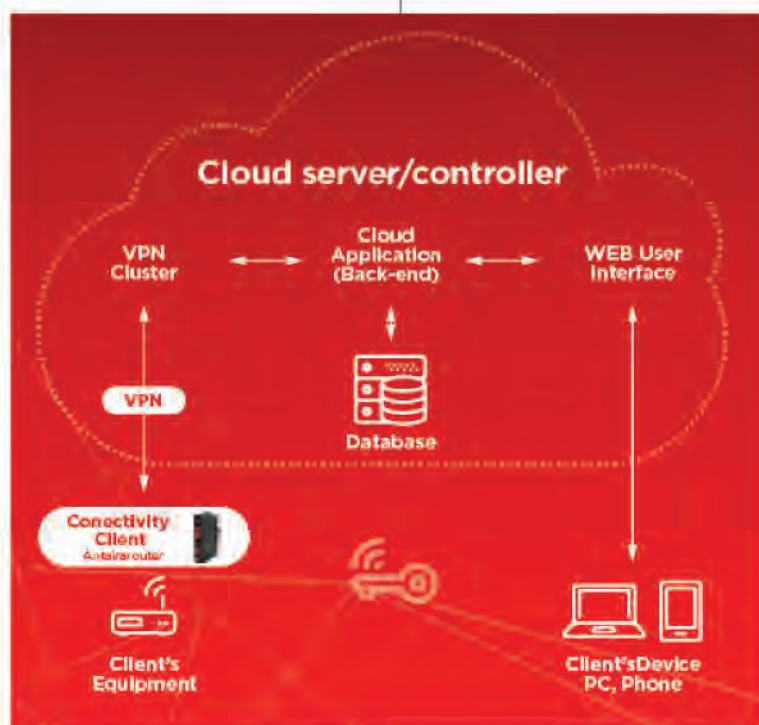 Cloud server/controller
VPN
Cluster
Cloud
Application
(Back-end)
WEB User
Interface
VPN
Database
Conectivity
Client
Antairarouter
Client's
Equipment
Client'sDevice
PC, Phone